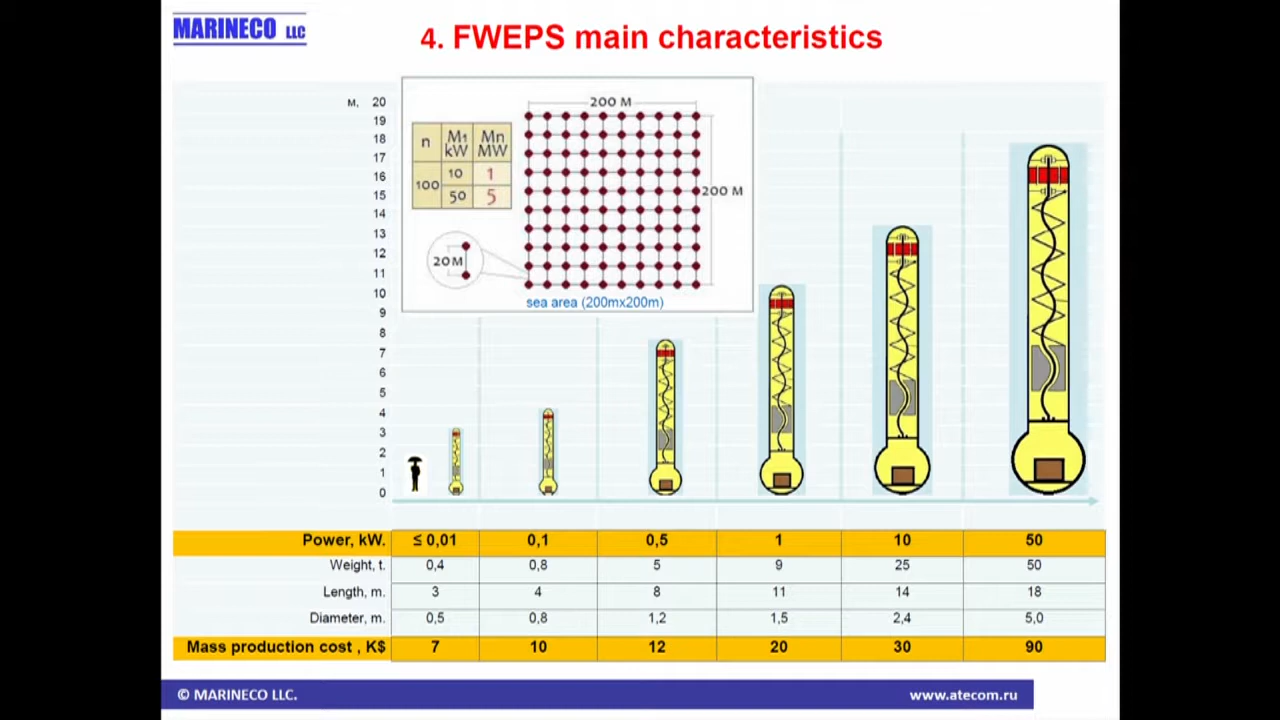 MARINECO LLC
4. FWEPS main characteristics
м, 20
19
18
17
16
15
14
13
12
11
10
9
8
7
6
5
4
3
2
1
0
200 M
n M1 kW Mn MW
100 10 1
50 5
200 M
20M
sea area (200mx200m)
Power, kW. ≤ 0,01 0,1 0,5 1 10 50
Weight, t. 0,4 0,8 5 9 25 50
Length, m. 3 4 8 11 14 18
Diameter, m. 0,5 0,8 1,2 1,5 2,4 5,0
Mass production cost , K$ 7 10 12 20 30 90
© MARINECO LLC. www.atecom.ru